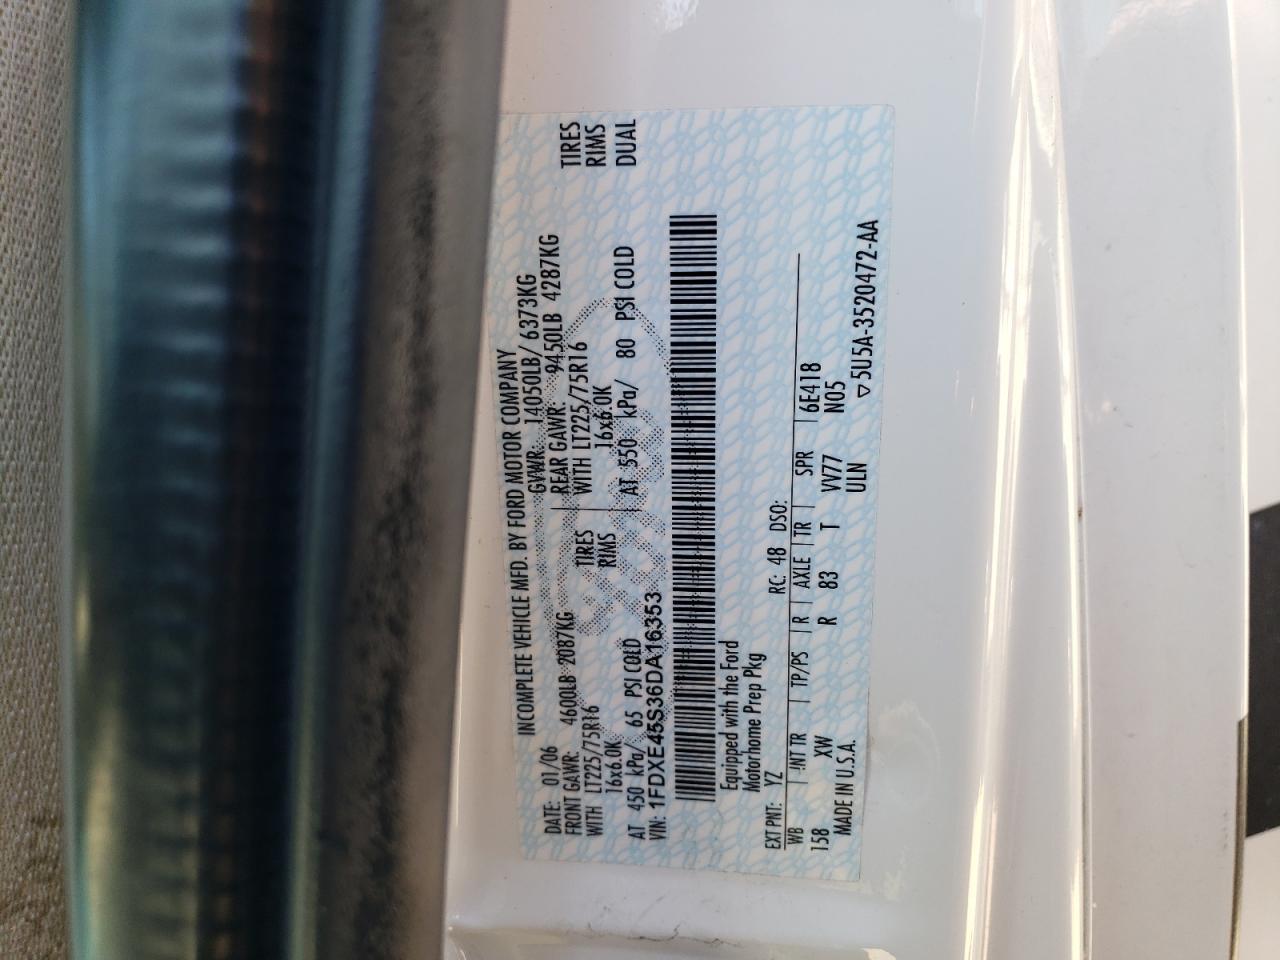 INCOMPLETE VEHICLE MFD. BY FORD MOTOR COMPANY
DATE: 01/06 GVWR: 14050LB/ 6373KG
FRONT GAWR: 4600LB 2087KG REAR GAWR: 9450LB 4287KG
WITH LT225/75R16 TIRES WITH LT225/75R16 TIRES
16x6.0K RIMS 16x6.0K RIMS
AT 450 kPa/ 65 PSI COLD AT 550 kPa/ 80 PSI COLD DUAL
VIN: 1FDXE45S36DA16353
Equipped with the Ford
Motorhome Prep Pkg
EXT PNT: YZ RC: 48 DSO:
WB INT TR TP/PS R AXLE TR SPR 6E418
158 XW R 83 T VV77 N05
MADE IN U.S.A. ULN ▽5U5A-3520472-AA